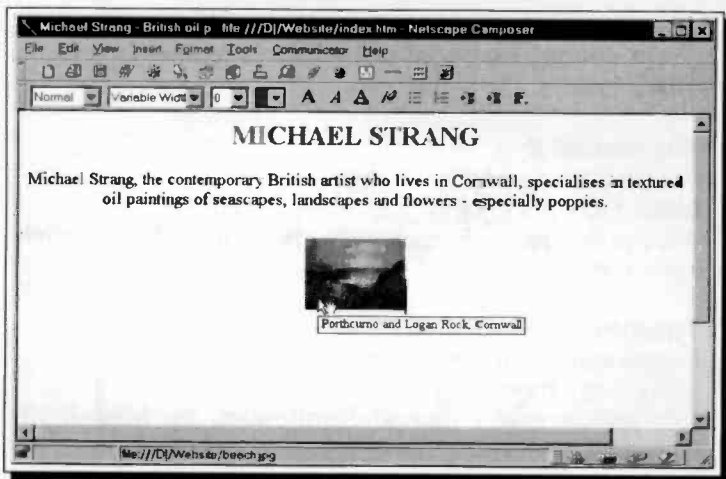 Michael Strang - British oil p file:///D|/Website/index.htm - Netscape Composer
File Edit View Insert Format Tools Communicator Help
Normal Variable Width 0 A A A
MICHAEL STRANG
Michael Strang, the contemporary British artist who lives in Cornwall, specialises in textured
oil paintings of seascapes, landscapes and flowers - especially poppies.
Porthcurno and Logan Rock, Cornwall
file:///D|/Website/beech.jpg